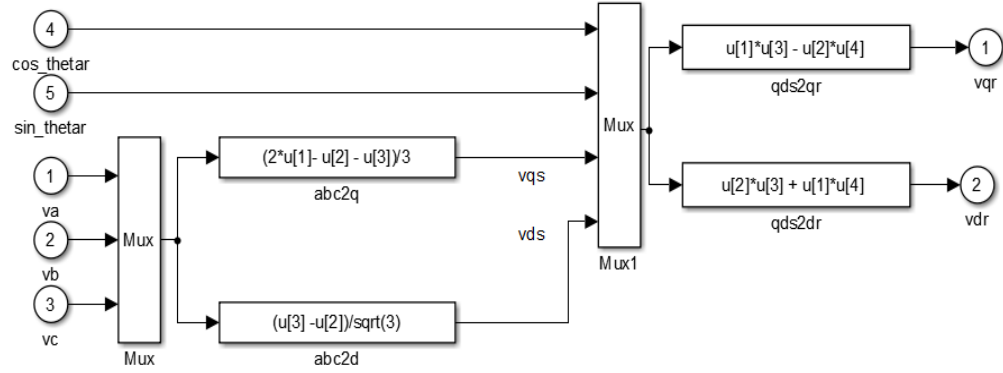 4
cos_thetar
5
sin_thetar
1
va
2
vb
3
vc
Mux
Mux
(2*u[1]- u[2] - u[3])/3
abc2q
(u[3] -u[2])/sqrt(3)
abc2d
vqs
vds
Mux
Mux1
u[1]*u[3] - u[2]*u[4]
qds2qr
u[2]*u[3] + u[1]*u[4]
qds2dr
1
vqr
2
vdr